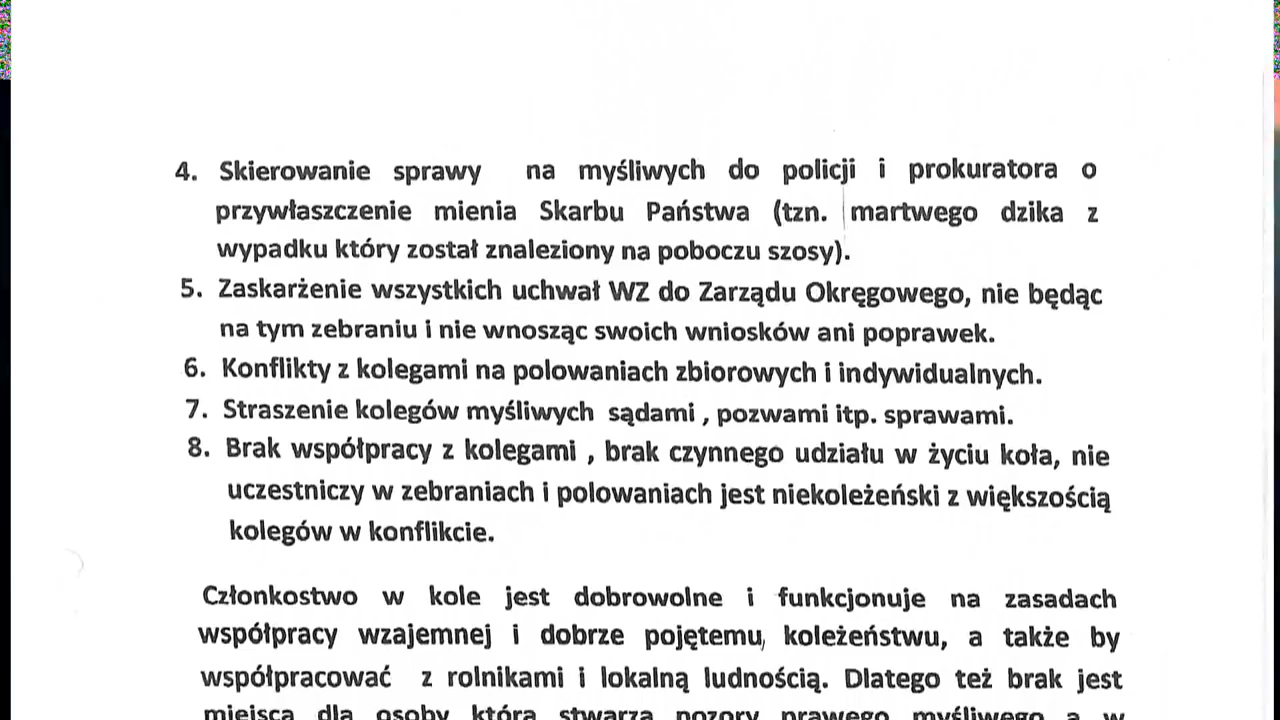 4. Skierowanie sprawy na myśliwych do policji i prokuratora o
przywłaszczenie mienia Skarbu Państwa (tzn. martwego dzika z
wypadku który został znaleziony na poboczu szosy).
5. Zaskarżenie wszystkich uchwał WZ do Zarządu Okręgowego, nie będąc
na tym zebraniu i nie wnosząc swoich wniosków ani poprawek.
6. Konflikty z kolegami na polowaniach zbiorowych i indywidualnych.
7. Straszenie kolegów myśliwych sądami , pozwami itp. sprawami.
8. Brak współpracy z kolegami , brak czynnego udziału w życiu koła, nie
uczestniczy w zebraniach i polowaniach jest niekoleżeński z większością
kolegów w konflikcie.
Członkostwo w kole jest dobrowolne i funkcjonuje na zasadach
współpracy wzajemnej i dobrze pojętemu, koleżeństwu, a także by
współpracować z rolnikami i lokalną ludnością. Dlatego też brak jest
miejsca dla osoby która stwarza pozory prawego myśliwego a w